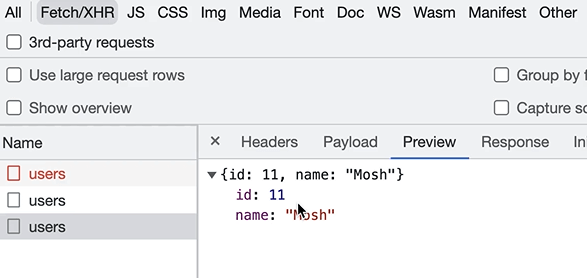 All Fetch/XHR JS CSS Img Media Font Doc WS Wasm Manifest Other
3rd-party requests
Use large request rows Group by f
Show overview Capture sc
Name × Headers Payload Preview Response In
users {id: 11, name: "Mosh"}
users id: 11
users name: "Mosh"